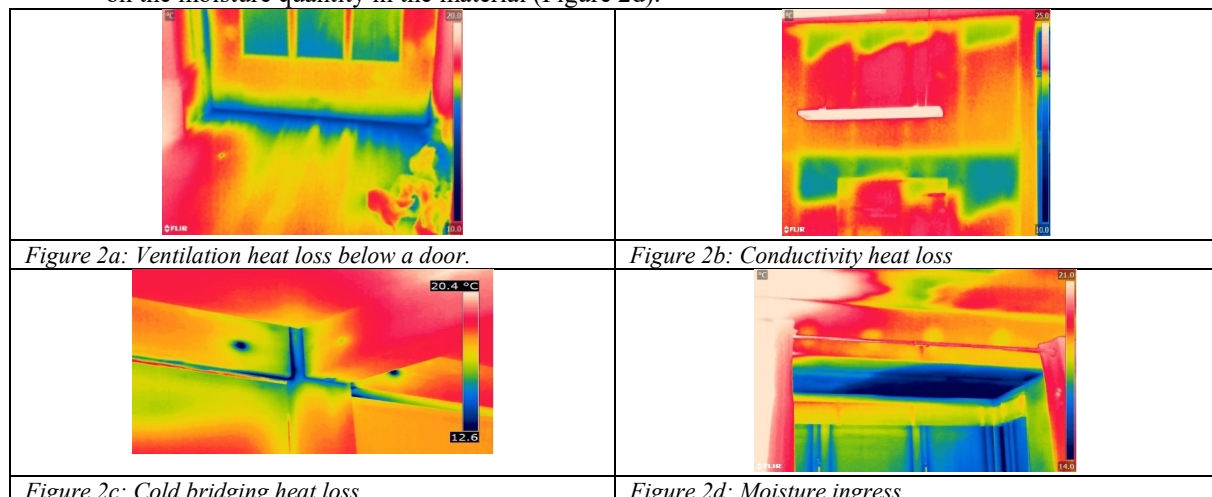 on the moisture quantity in the material (Figure 2d).
°C 20.0
10.0
FLIR
°C 25.0
10.0
FLIR
Figure 2a: Ventilation heat loss below a door.
Figure 2b: Conductivity heat loss
20.4 °C
12.6
°C 21.0
14.0
FLIR
Figure 2c: Cold bridging heat loss
Figure 2d: Moisture ingress